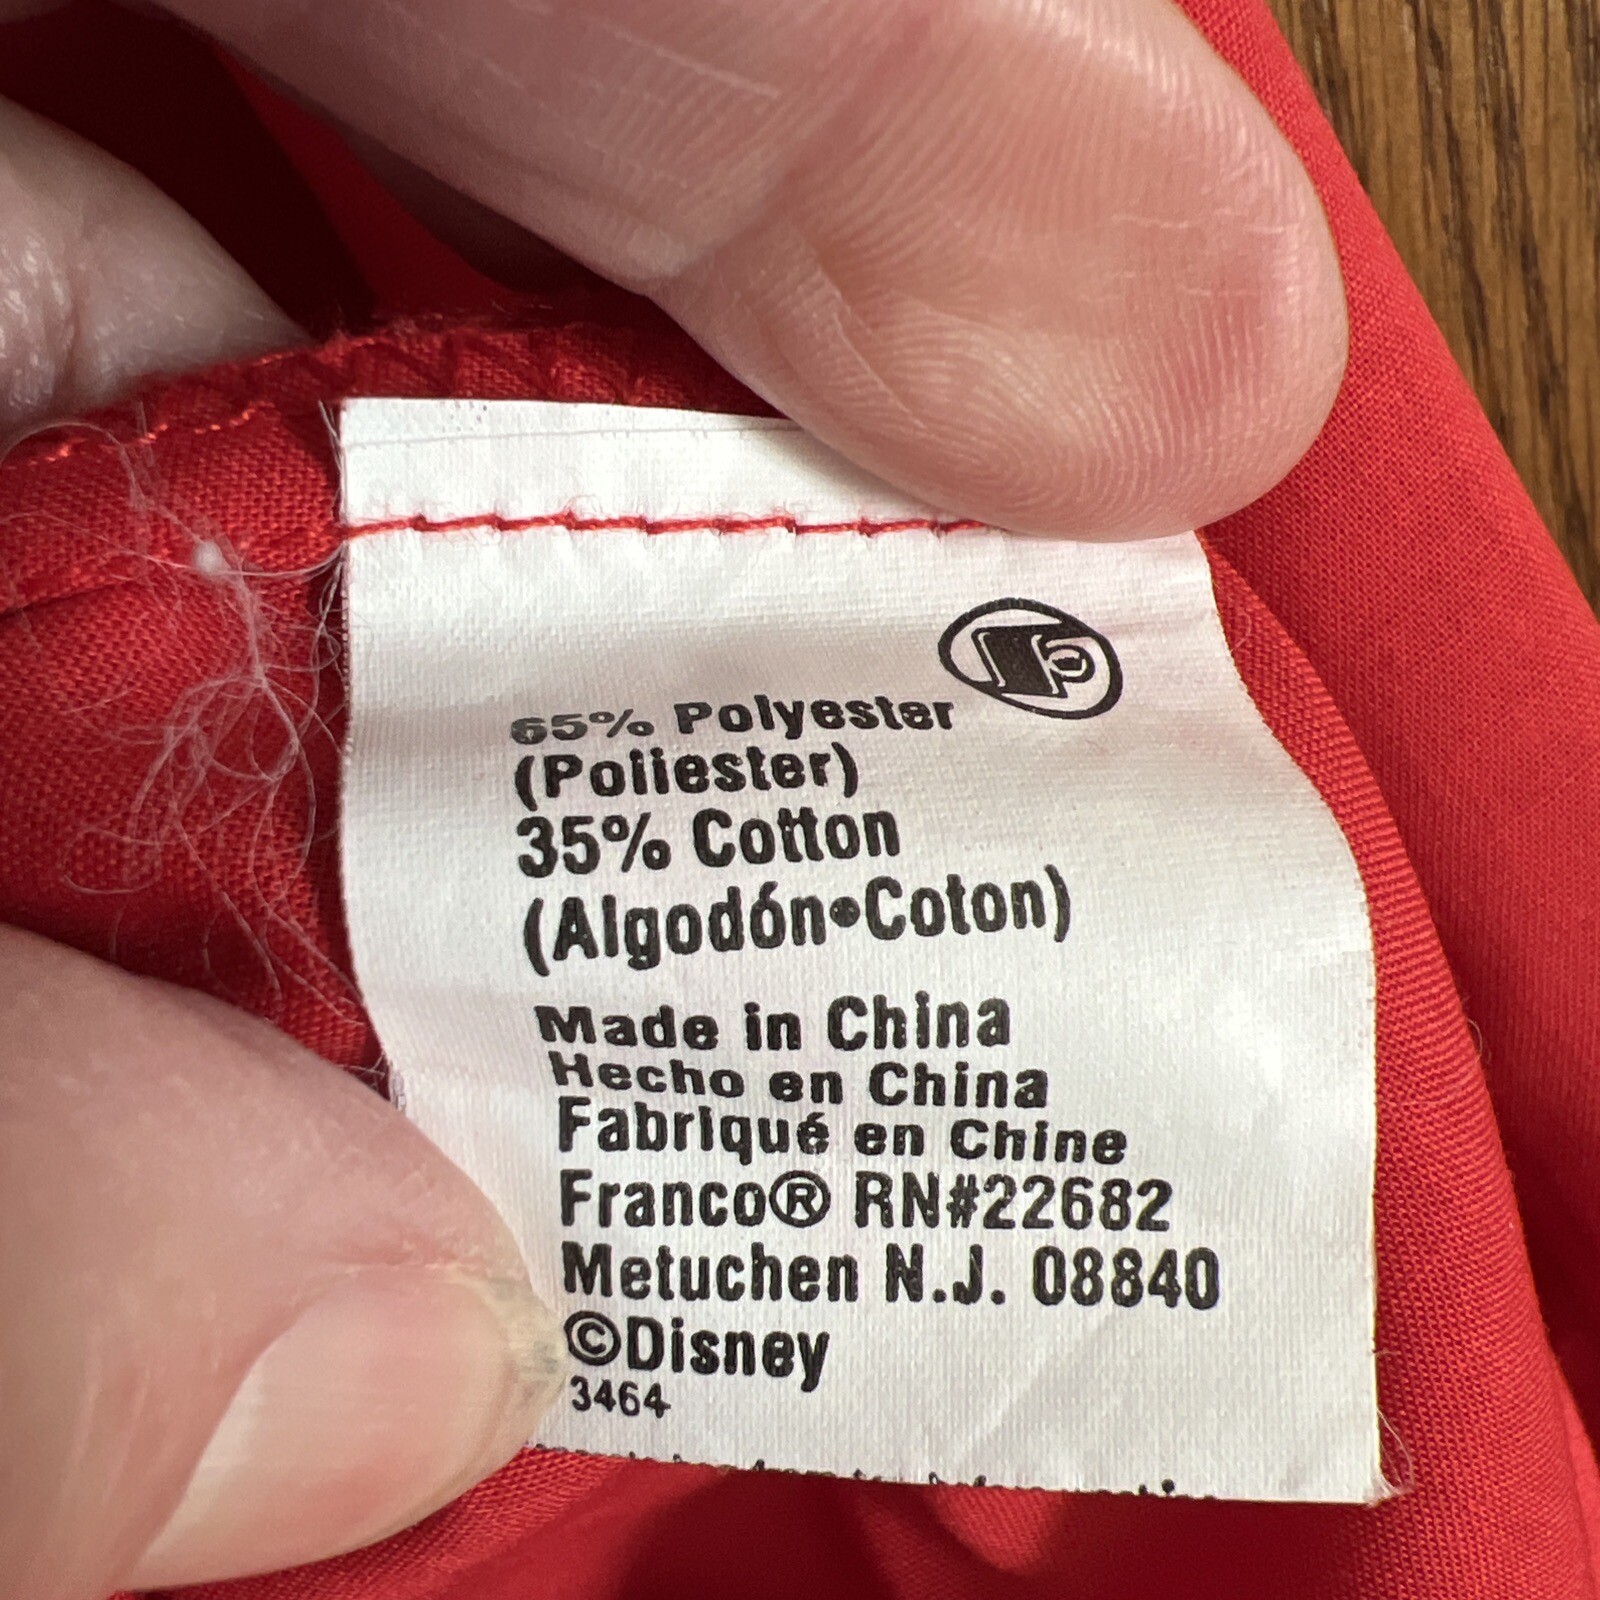 65% Polyester
(Poliester)
35% Cotton
(Algodón•Coton)
Made in China
Hecho en China
Fabriqué en Chine
Franco® RN#22682
Metuchen N.J. 08840
©Disney
3464